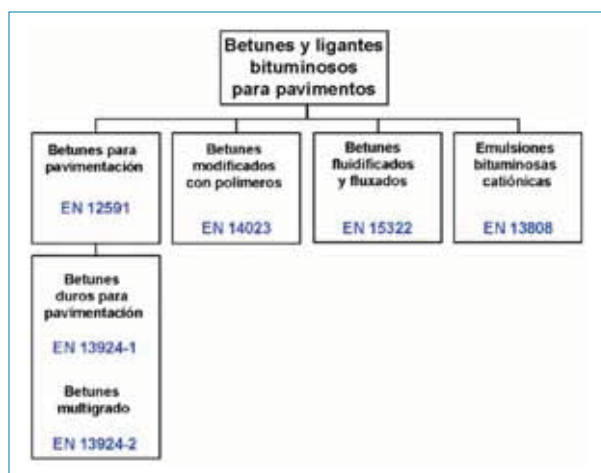 Betunes y ligantes
bituminosos
para pavimentos
Betunes para
pavimentación
EN 12591
Betunes
modificados
con polímeros
EN 14023
Betunes
fluidificados
y fluxados
EN 15322
Emulsiones
bituminosas
catiónicas
EN 13808
Betunes
duros para
pavimentación
EN 13924-1
Betunes
multigrado
EN 13924-2